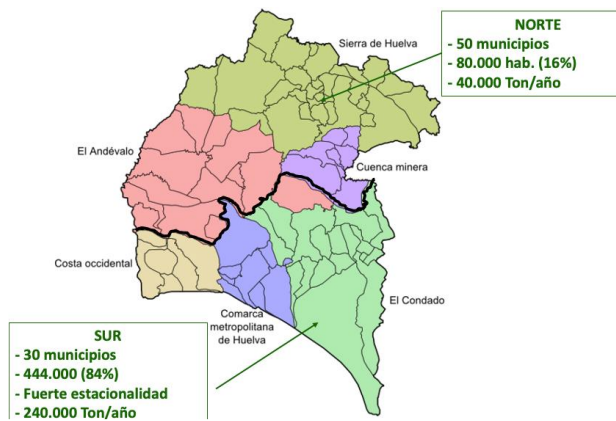 NORTE
- 50 municipios
- 80.000 hab. (16%)
- 40.000 Ton/año
Sierra de Huelva
El Andévalo
Cuenca minera
Costa occidental
El Condado
Comarca
metropolitana
de Huelva
SUR
- 30 municipios
- 444.000 (84%)
- Fuerte estacionalidad
- 240.000 Ton/año